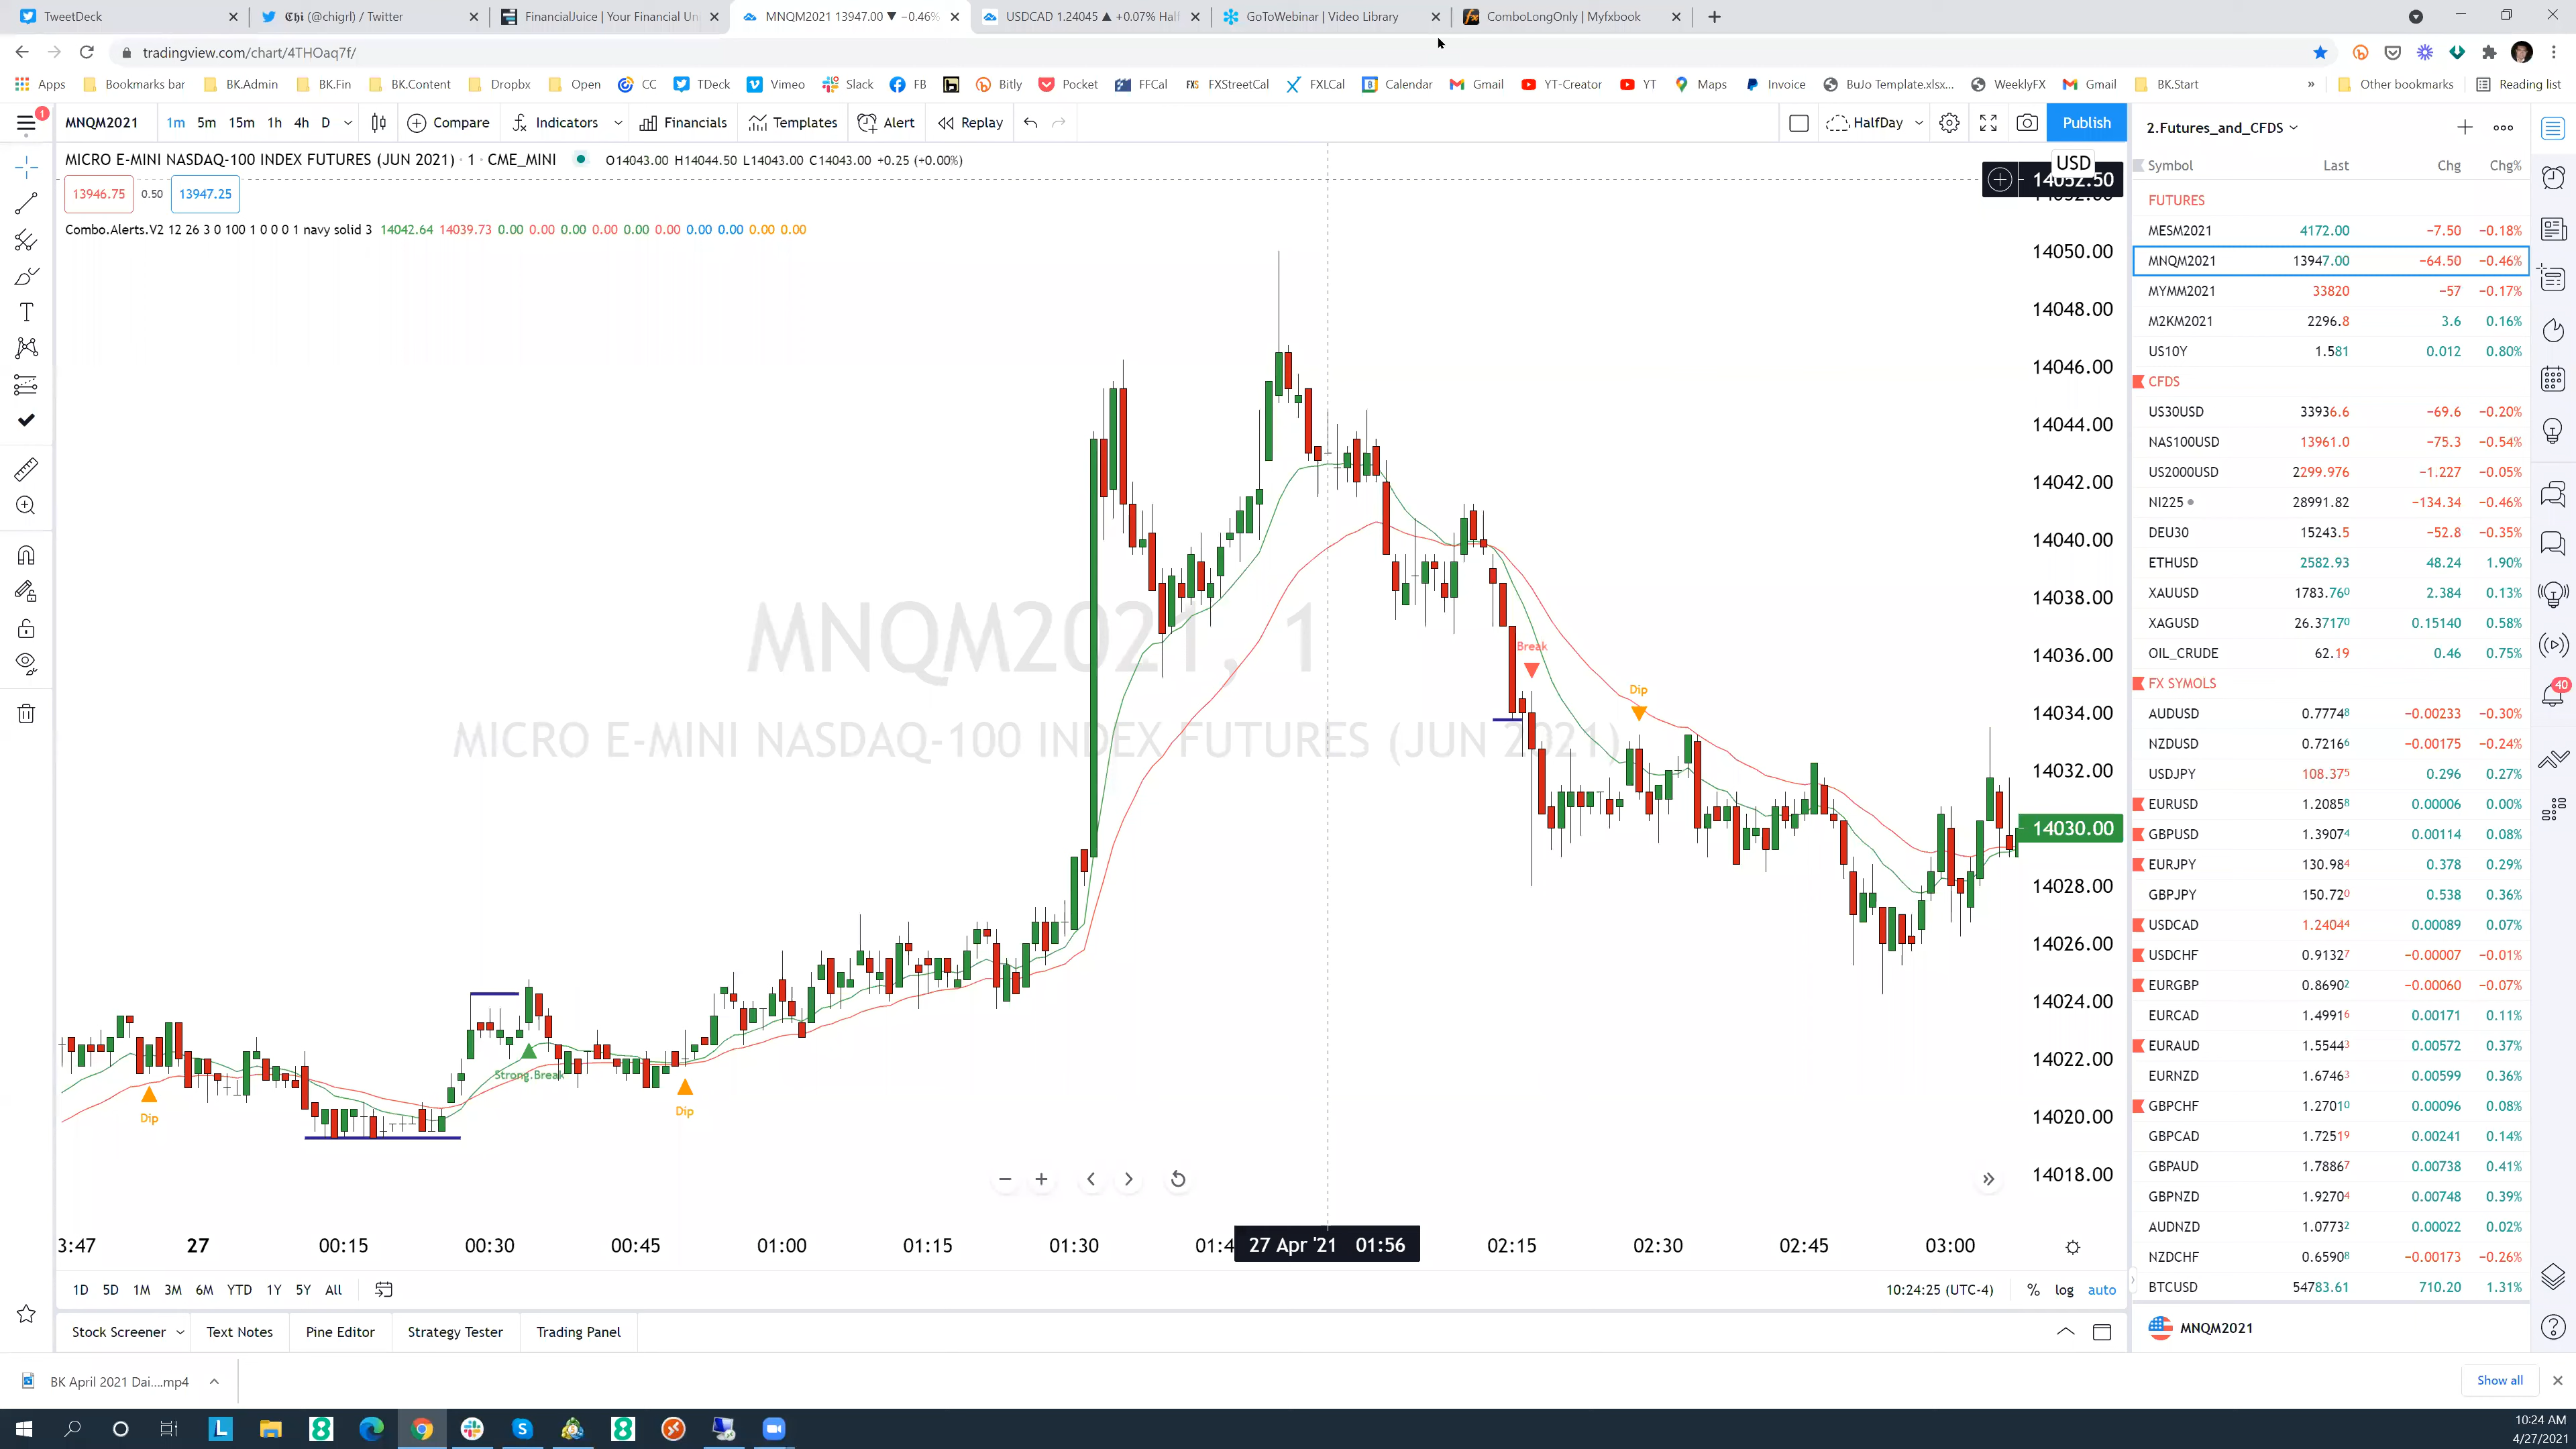 TweetDeck
Chi (@chigrl) / Twitter
FinancialJuice | Your Financial Un
MNQM2021 13947.00 ▼ −0.46%
USDCAD 1.24045 ▲ +0.07% Half
GoToWebinar | Video Library
ComboLongOnly | Myfxbook
tradingview.com/chart/4THOaq7f/
Apps Bookmarks bar BK.Admin BK.Fin BK.Content Dropbx Open CC TDeck Vimeo Slack FB Bitly Pocket FFCal FXStreetCal FXLCal Calendar Gmail YT-Creator YT Maps Invoice BuJo Template.xlsx... WeeklyFX Gmail BK.Start » Other bookmarks Reading list
1
MNQM2021 1m 5m 15m 1h 4h D Compare Indicators Financials Templates Alert Replay HalfDay Publish
MICRO E-MINI NASDAQ-100 INDEX FUTURES (JUN 2021) · 1 · CME_MINI O14043.00 H14044.50 L14043.00 C14043.00 +0.25 (+0.00%)
13946.75 0.50 13947.25
Combo.Alerts.V2 12 26 3 0 100 1 0 0 0 1 navy solid 3 14042.64 14039.73 0.00 0.00 0.00 0.00 0.00 0.00 0.00 0.00 0.00 0.00
USD
14052.50
14050.00
14048.00
14046.00
14044.00
14042.00
14040.00
14038.00
14036.00
14034.00
14032.00
14030.00
14028.00
14026.00
14024.00
14022.00
14020.00
14018.00
MNQM2021, 1
MICRO E-MINI NASDAQ-100 INDEX FUTURES (JUN 2021)
Break
Dip
Strong.Break
Dip
Dip
3:47 27 00:15 00:30 00:45 01:00 01:15 01:30 01:4 27 Apr '21 01:56 02:15 02:30 02:45 03:00
1D 5D 1M 3M 6M YTD 1Y 5Y All
10:24:25 (UTC-4) % log auto
Stock Screener Text Notes Pine Editor Strategy Tester Trading Panel
2.Futures_and_CFDS
Symbol Last Chg Chg%
FUTURES
MESM2021 4172.00 −7.50 −0.18%
MNQM2021 13947.00 −64.50 −0.46%
MYMM2021 33820 −57 −0.17%
M2KM2021 2296.8 3.6 0.16%
US10Y 1.581 0.012 0.80%
CFDS
US30USD 33936.6 −69.6 −0.20%
NAS100USD 13961.0 −75.3 −0.54%
US2000USD 2299.976 −1.227 −0.05%
NI225 28991.82 −134.34 −0.46%
DEU30 15243.5 −52.8 −0.35%
ETHUSD 2582.93 48.24 1.90%
XAUUSD 1783.760 2.384 0.13%
XAGUSD 26.37170 0.15140 0.58%
OIL_CRUDE 62.19 0.46 0.75%
FX SYMOLS
AUDUSD 0.77748 −0.00233 −0.30%
NZDUSD 0.72166 −0.00175 −0.24%
USDJPY 108.375 0.296 0.27%
EURUSD 1.20858 0.00006 0.00%
GBPUSD 1.39074 0.00114 0.08%
EURJPY 130.984 0.378 0.29%
GBPJPY 150.720 0.538 0.36%
USDCAD 1.24044 0.00089 0.07%
USDCHF 0.91327 −0.00007 −0.01%
EURGBP 0.86902 −0.00060 −0.07%
EURCAD 1.49916 0.00171 0.11%
EURAUD 1.55443 0.00572 0.37%
EURNZD 1.67463 0.00599 0.36%
GBPCHF 1.27010 0.00096 0.08%
GBPCAD 1.72519 0.00241 0.14%
GBPAUD 1.78867 0.00738 0.41%
GBPNZD 1.92704 0.00748 0.39%
AUDNZD 1.07732 0.00022 0.02%
NZDCHF 0.65908 −0.00173 −0.26%
BTCUSD 54783.61 710.20 1.31%
MNQM2021
40
BK April 2021 Dai....mp4
Show all
10:24 AM
4/27/2021